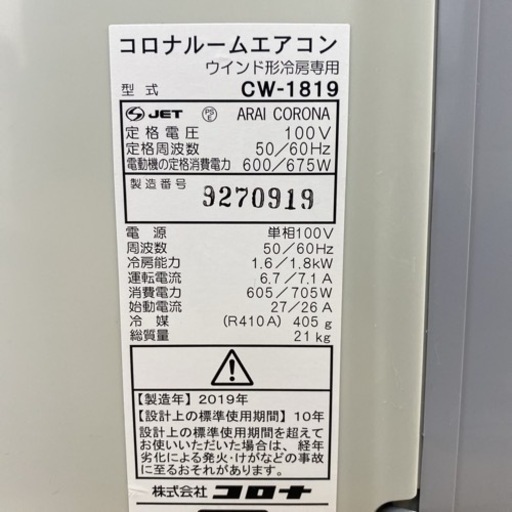 コロナルームエアコン
ウインド形冷房専用
型式 CW-1819
S JET PSE ARAI CORONA
定格電圧 100V
定格周波数 50/60Hz
電動機の定格消費電力 600/675W
製造番号 9270919
電源 単相100V
周波数 50/60Hz
冷房能力 1.6/1.8kW
運転電流 6.7/7.1A
消費電力 605/705W
始動電流 27/26A
冷媒 (R410A) 405g
総質量 21kg
【製造年】2019年
【設計上の標準使用期間】10年
設計上の標準使用期間を超えて
お使いいただいた場合は、経年
劣化による発火・けがなどの事故
に至るおそれがあります。
株式会社 コロナ